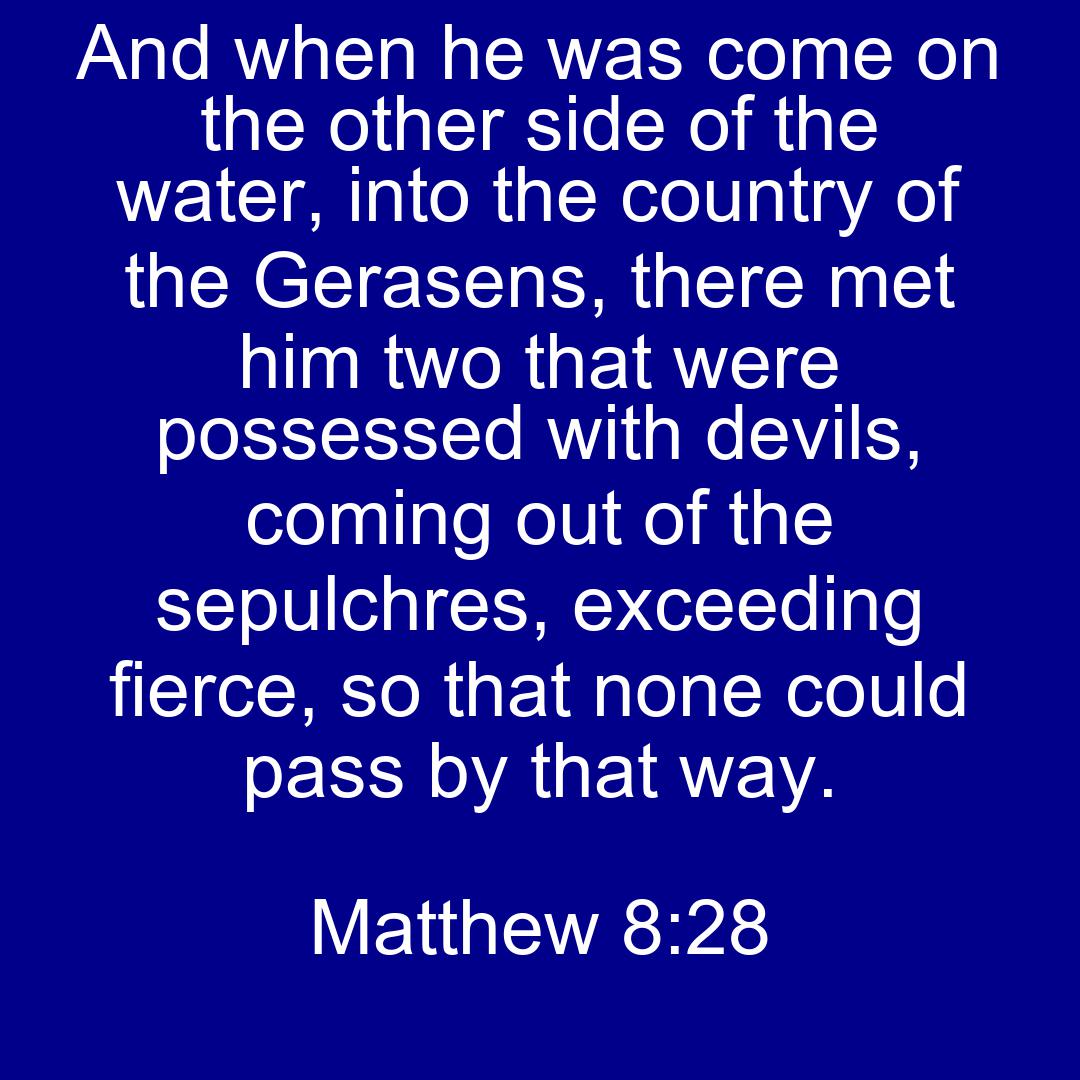 And when he was come on
the other side of the
water, into the country of
the Gerasens, there met
him two that were
possessed with devils,
coming out of the
sepulchres, exceeding
fierce, so that none could
pass by that way.
Matthew 8:28